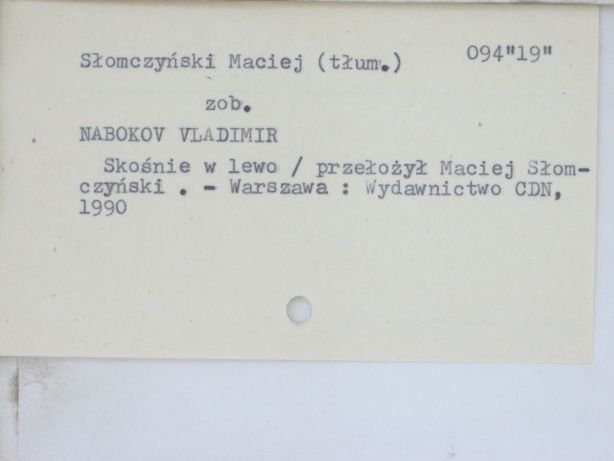 Słomczyński Maciej (tłum.) 094"19"
zob.
NABOKOV VLADIMIR
Skośnie w lewo / przełożył Maciej Słom-
czyński . - Warszawa : Wydawnictwo CDN,
1990